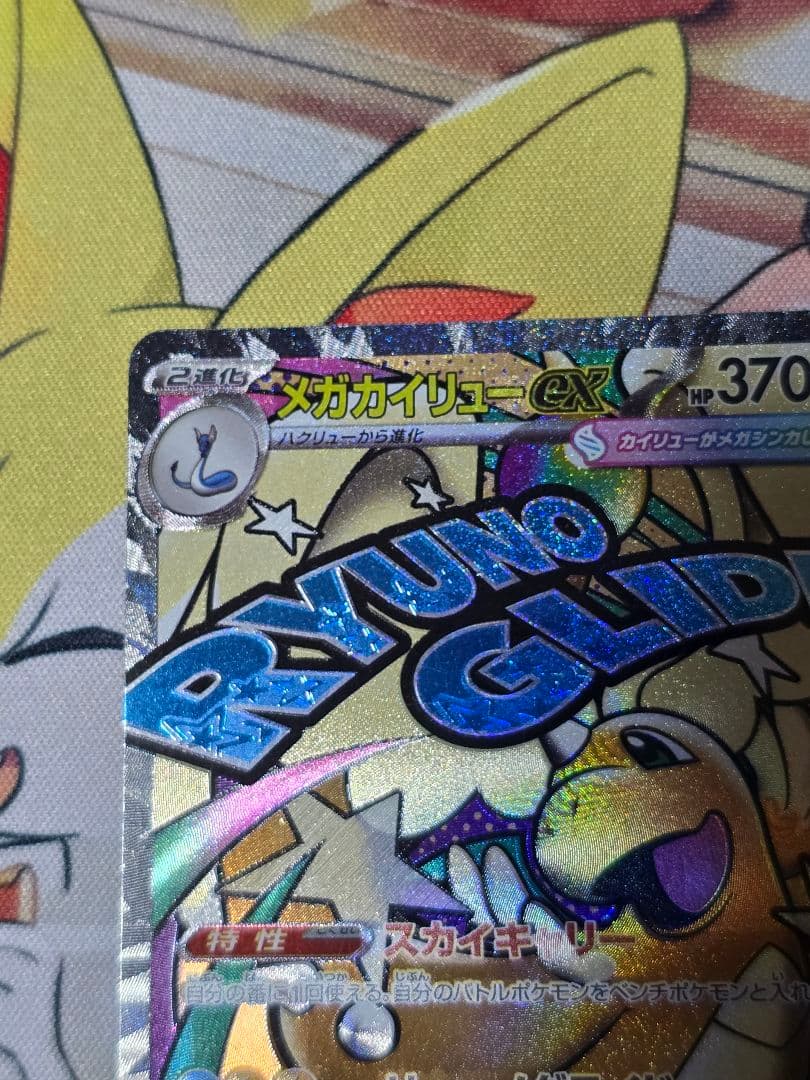 2進化 メガカイリューex HP370
ハクリューから進化
カイリューがメガシンカし
RYUNO
GLID
特性 スカイキャリー
自分の番に1回使える。自分のバトルポケモンをベンチポケモンと入れ